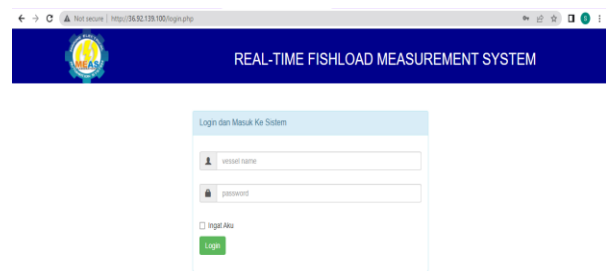 Not secure | http://36.92.139.100/login.php
MEAS
REAL-TIME FISHLOAD MEASUREMENT SYSTEM
Login dan Masuk Ke Sistem
vessel name
password
Ingat Aku
Login